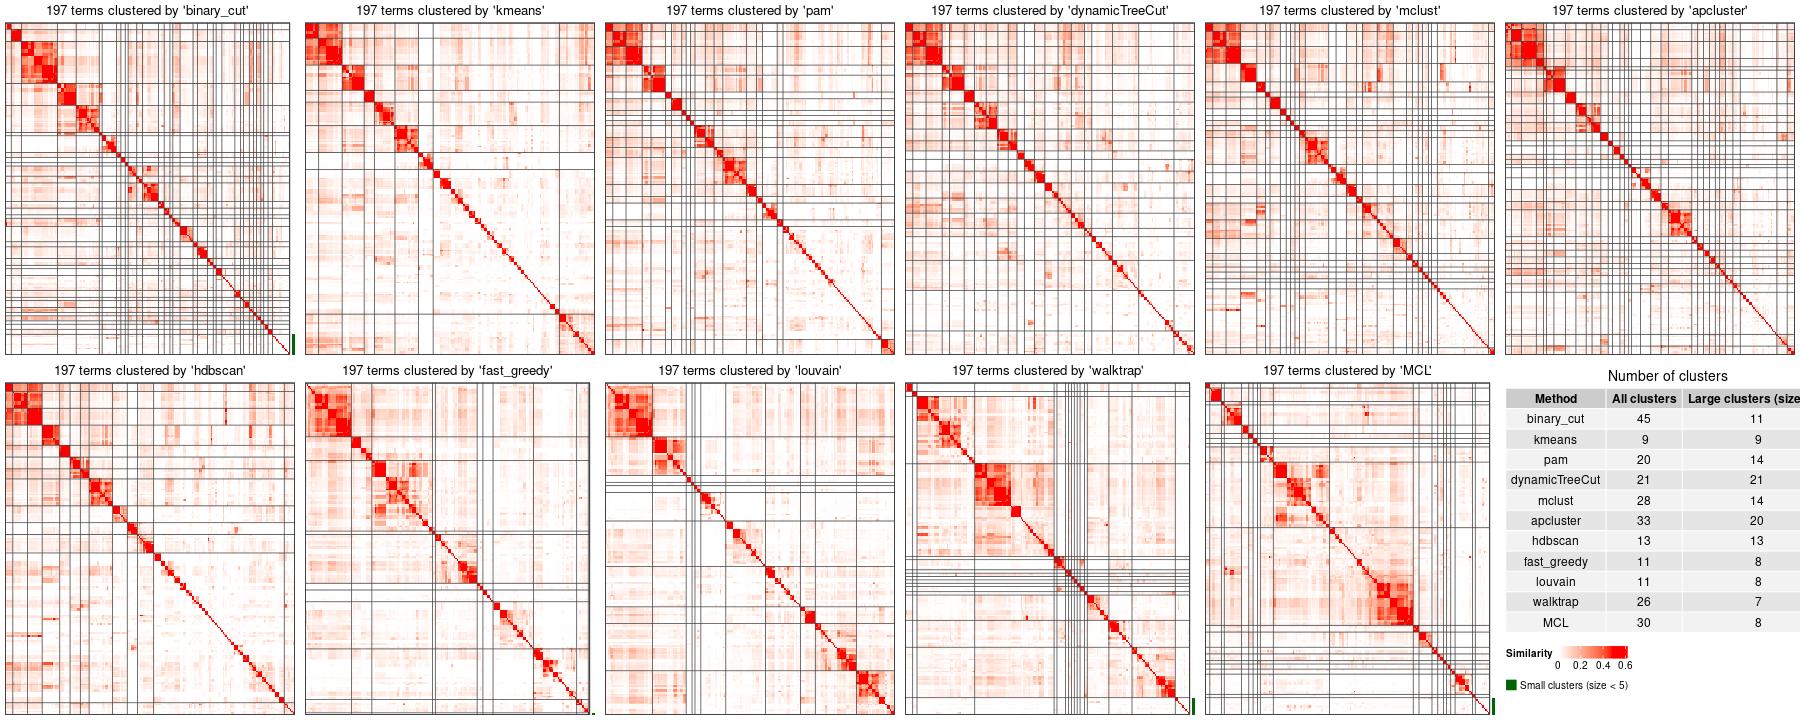 197 terms clustered by 'binary_cut'
197 terms clustered by 'kmeans'
197 terms clustered by 'pam'
197 terms clustered by 'dynamicTreeCut'
197 terms clustered by 'mclust'
197 terms clustered by 'apcluster'
197 terms clustered by 'hdbscan'
197 terms clustered by 'fast_greedy'
197 terms clustered by 'louvain'
197 terms clustered by 'walktrap'
197 terms clustered by 'MCL'
Number of clusters
Method All clusters Large clusters (size
binary_cut 45 11
kmeans 9 9
pam 20 14
dynamicTreeCut 21 21
mclust 28 14
apcluster 33 20
hdbscan 13 13
fast_greedy 11 8
louvain 11 8
walktrap 26 7
MCL 30 8
Similarity
0 0.2 0.4 0.6
Small clusters (size < 5)